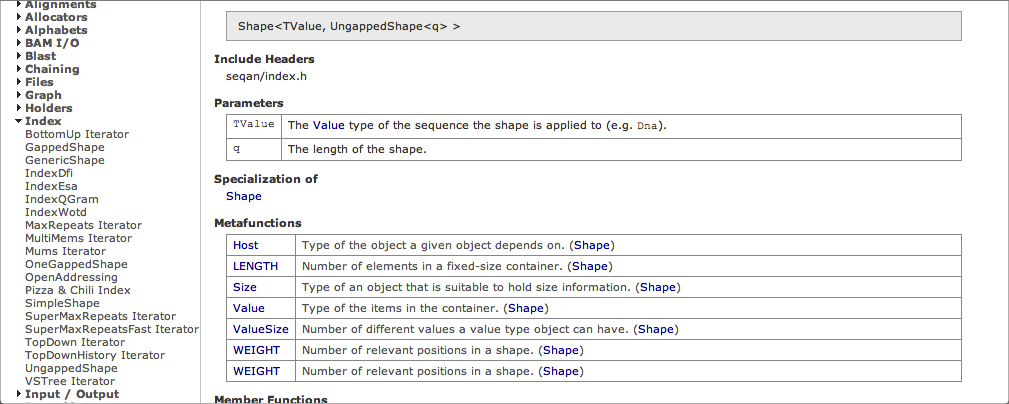 Alignments
Allocators
Alphabets
BAM I/O
Blast
Chaining
Files
Graph
Holders
Index
BottomUp Iterator
GappedShape
GenericShape
IndexDfi
IndexEsa
IndexQGram
IndexWotd
MaxRepeats Iterator
MultiMems Iterator
Mums Iterator
OneGappedShape
OpenAddressing
Pizza & Chili Index
SimpleShape
SuperMaxRepeats Iterator
SuperMaxRepeatsFast Iterator
TopDown Iterator
TopDownHistory Iterator
UngappedShape
VSTree Iterator
Input / Output
Shape<TValue, UngappedShape<q> >
Include Headers
seqan/index.h
Parameters
TValue The Value type of the sequence the shape is applied to (e.g. Dna).
q The length of the shape.
Specialization of
Shape
Metafunctions
Host Type of the object a given object depends on. (Shape)
LENGTH Number of elements in a fixed-size container. (Shape)
Size Type of an object that is suitable to hold size information. (Shape)
Value Type of the items in the container. (Shape)
ValueSize Number of different values a value type object can have. (Shape)
WEIGHT Number of relevant positions in a shape. (Shape)
WEIGHT Number of relevant positions in a shape. (Shape)
Member Functions